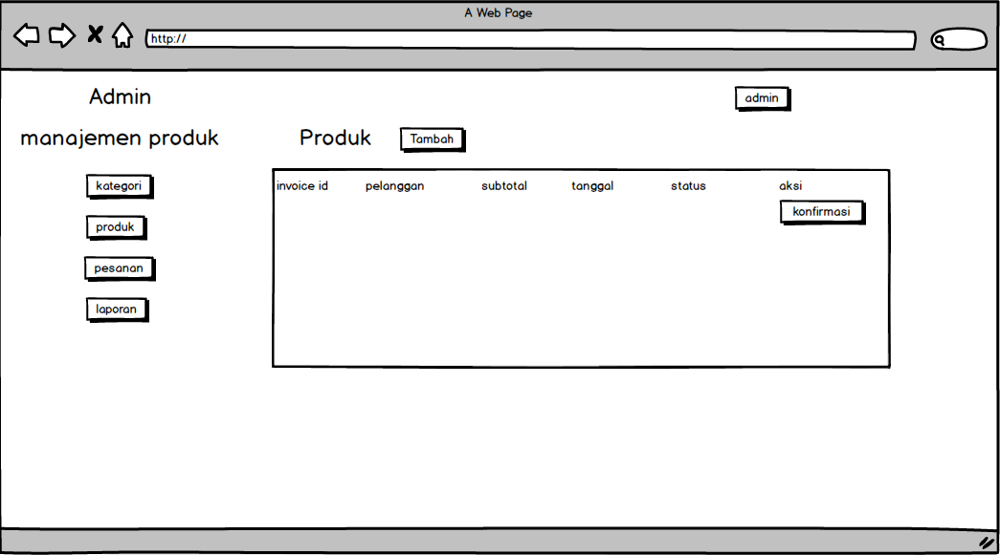 A Web Page
http://
Admin
admin
manajemen produk
Produk
Tambah
kategori
produk
pesanan
laporan
invoice id pelanggan subtotal tanggal status aksi
konfirmasi